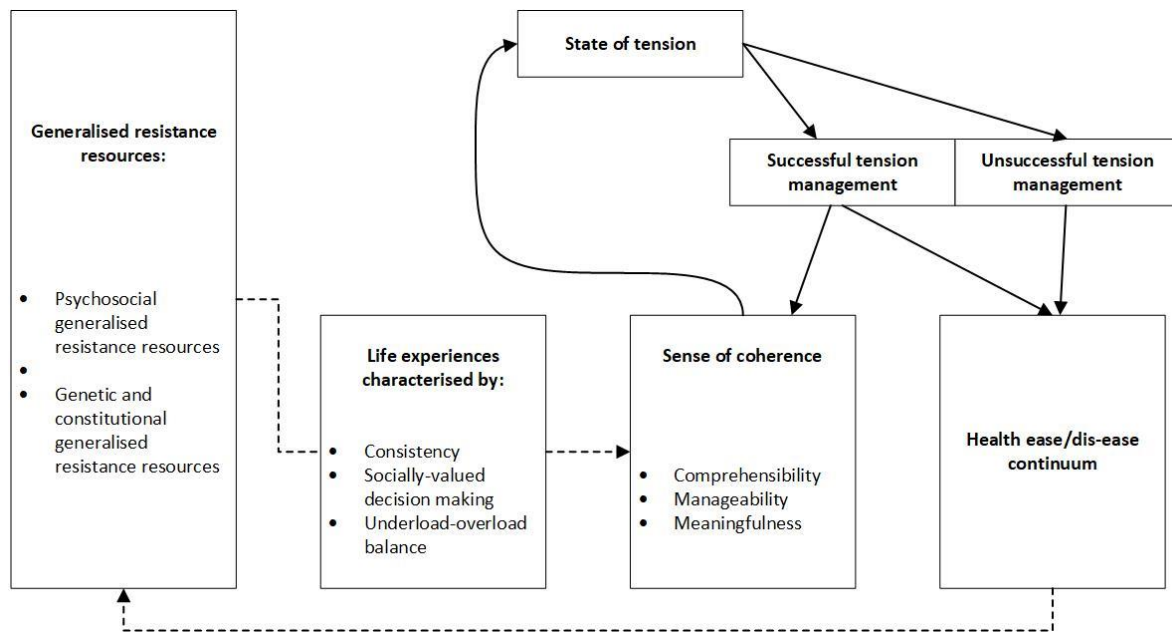 State of tension
Generalised resistance
resources:
Successful tension
management
Unsuccessful tension
management
• Psychosocial
generalised
resistance resources
•
• Genetic and
constitutional
generalised
resistance resources
Life experiences
characterised by:
• Consistency
• Socially-valued
decision making
• Underload-overload
balance
Sense of coherence
• Comprehensibility
• Manageability
• Meaningfulness
Health ease/dis-ease
continuum